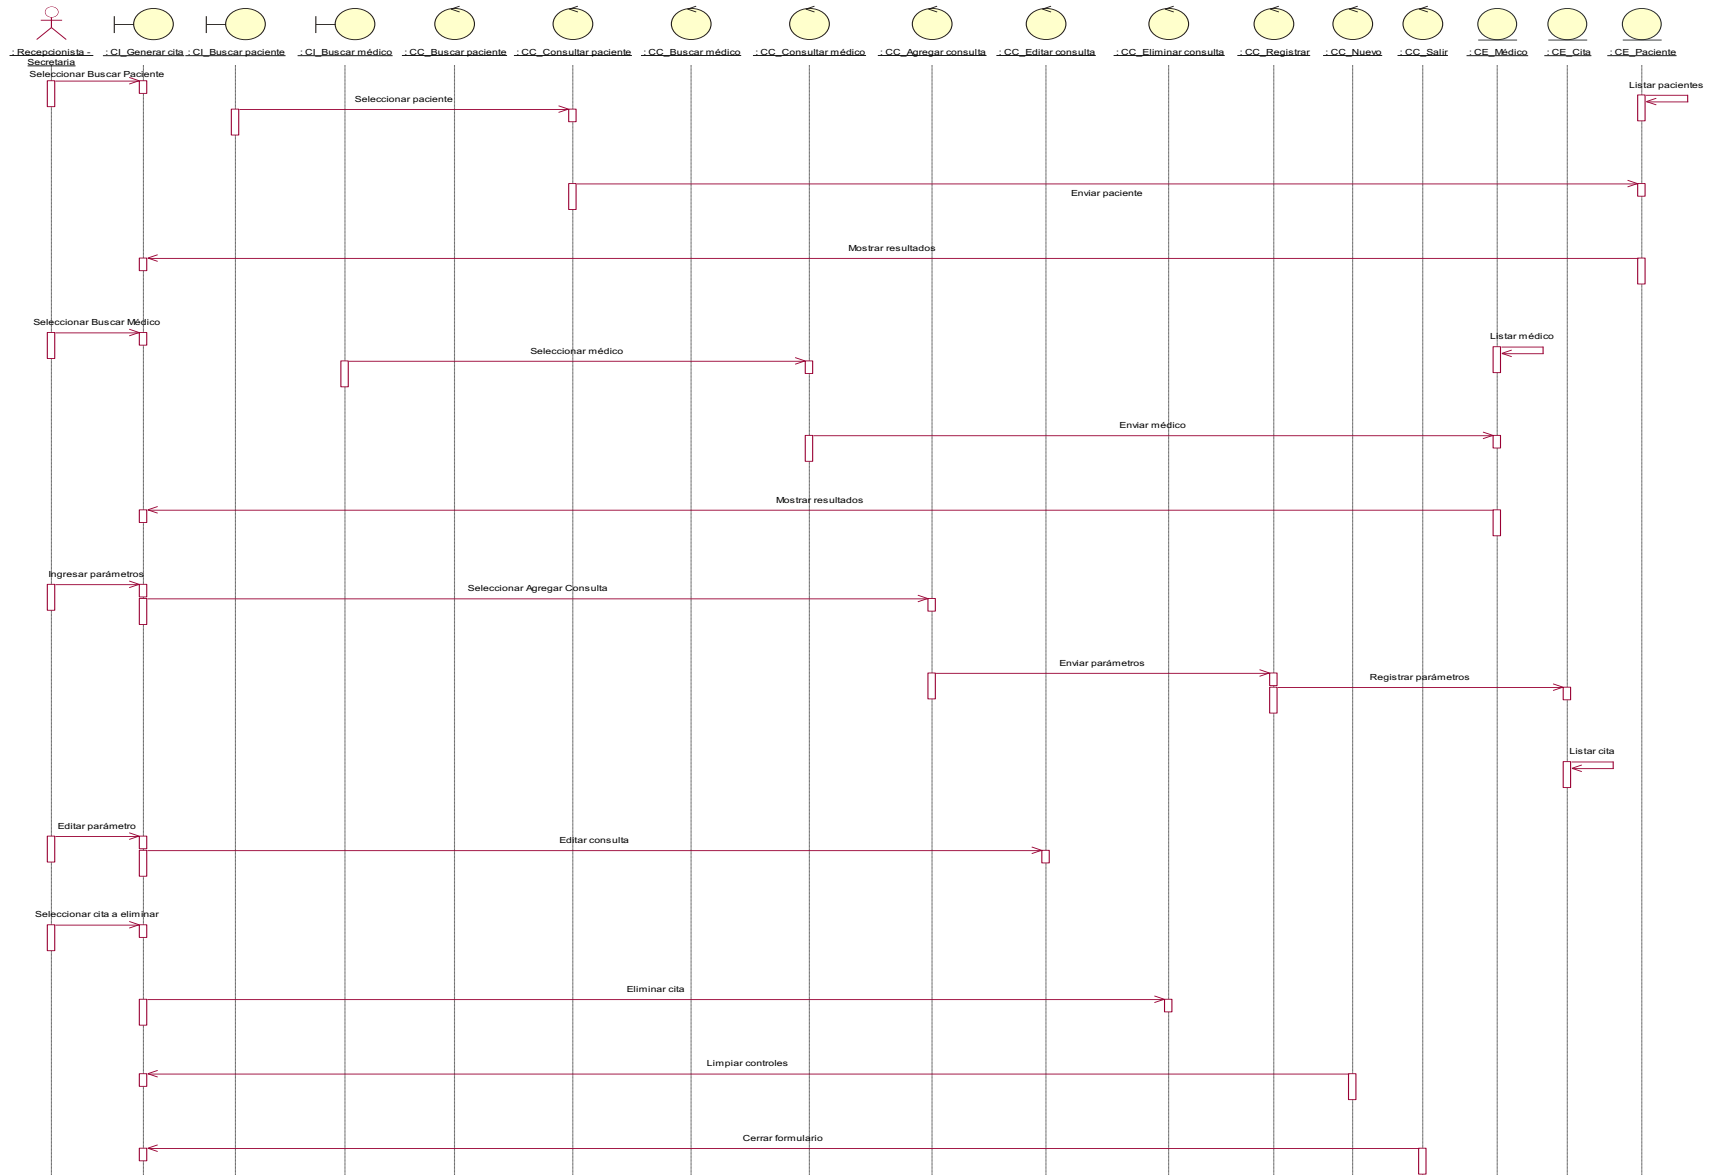 : Recepcionista -
Secretaria
: CI_Generar cita
: CI_Buscar paciente
: CI_Buscar médico
: CC_Buscar paciente
: CC_Consultar paciente
: CC_Buscar médico
: CC_Consultar médico
: CC_Agregar consulta
: CC_Editar consulta
: CC_Eliminar consulta
: CC_Registrar
: CC_Nuevo
: CC_Salir
: CE_Médico
: CE_Cita
: CE_Paciente
Seleccionar Buscar Paciente
Listar pacientes
Seleccionar paciente
Enviar paciente
Mostrar resultados
Seleccionar Buscar Médico
Listar médico
Seleccionar médico
Enviar médico
Mostrar resultados
Ingresar parámetros
Seleccionar Agregar Consulta
Enviar parámetros
Registrar parámetros
Listar cita
Editar parámetro
Editar consulta
Seleccionar cita a eliminar
Eliminar cita
Limpiar controles
Cerrar formulario